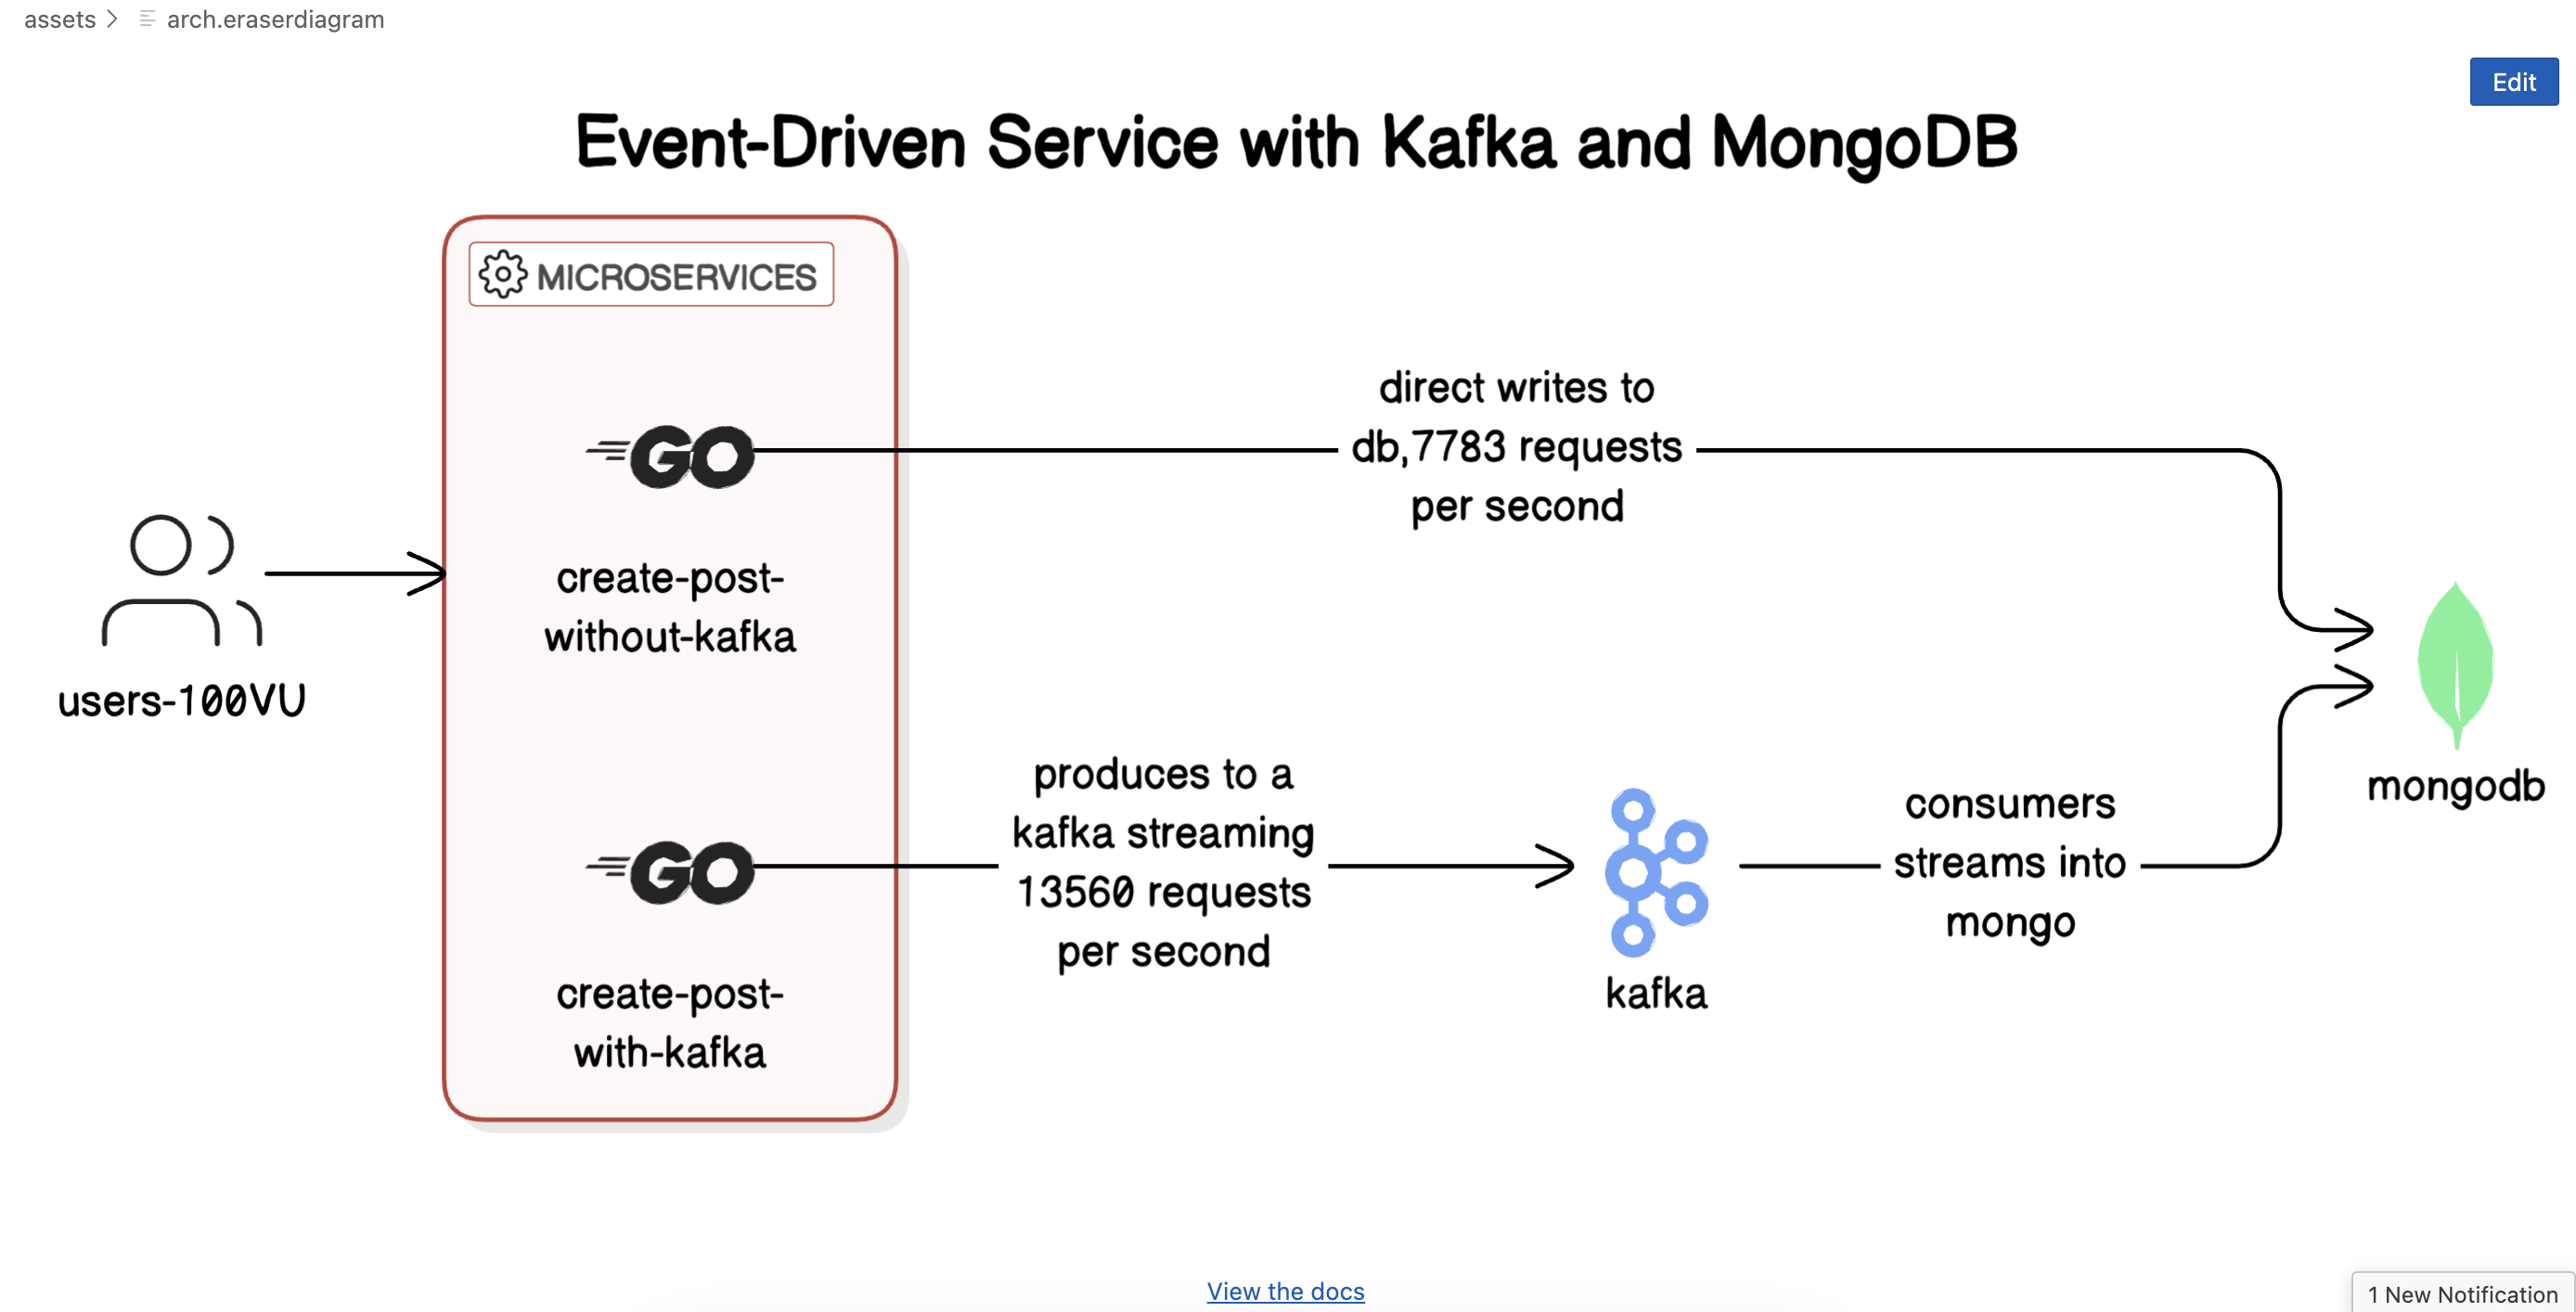 assets > arch.eraserdiagram
Edit
Event-Driven Service with Kafka and MongoDB
MICROSERVICES
GO
create-post-
without-kafka
direct writes to
db,7783 requests
per second
users-100VU
GO
create-post-
with-kafka
produces to a
kafka streaming
13560 requests
per second
kafka
consumers
streams into
mongo
mongodb
View the docs
1 New Notification